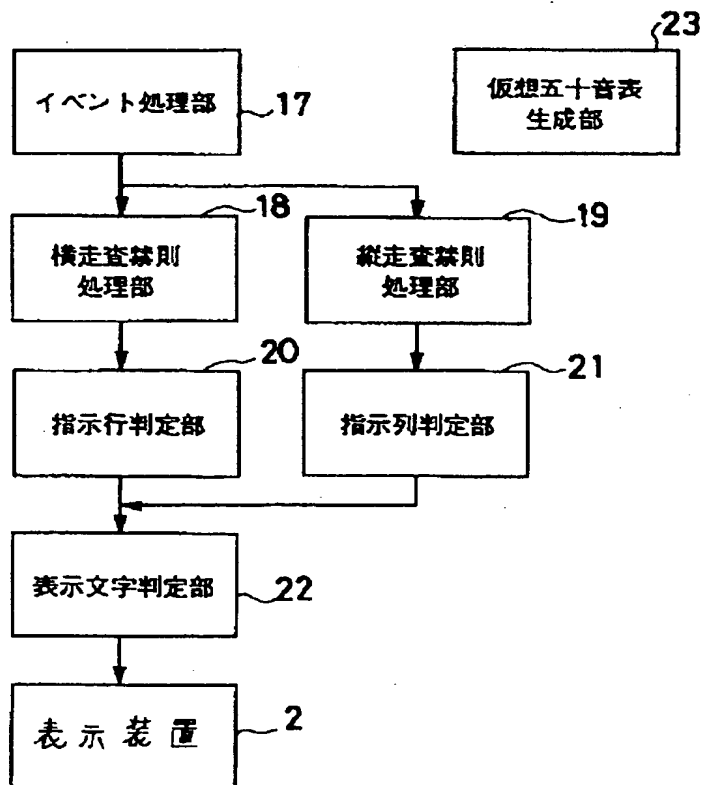 23
イベント処理部
17
仮想五十音表
生成部
18
19
横走査禁則
処理部
縦走査禁則
処理部
20
21
指示行判定部
指示列判定部
表示文字判定部
22
表示装置
2